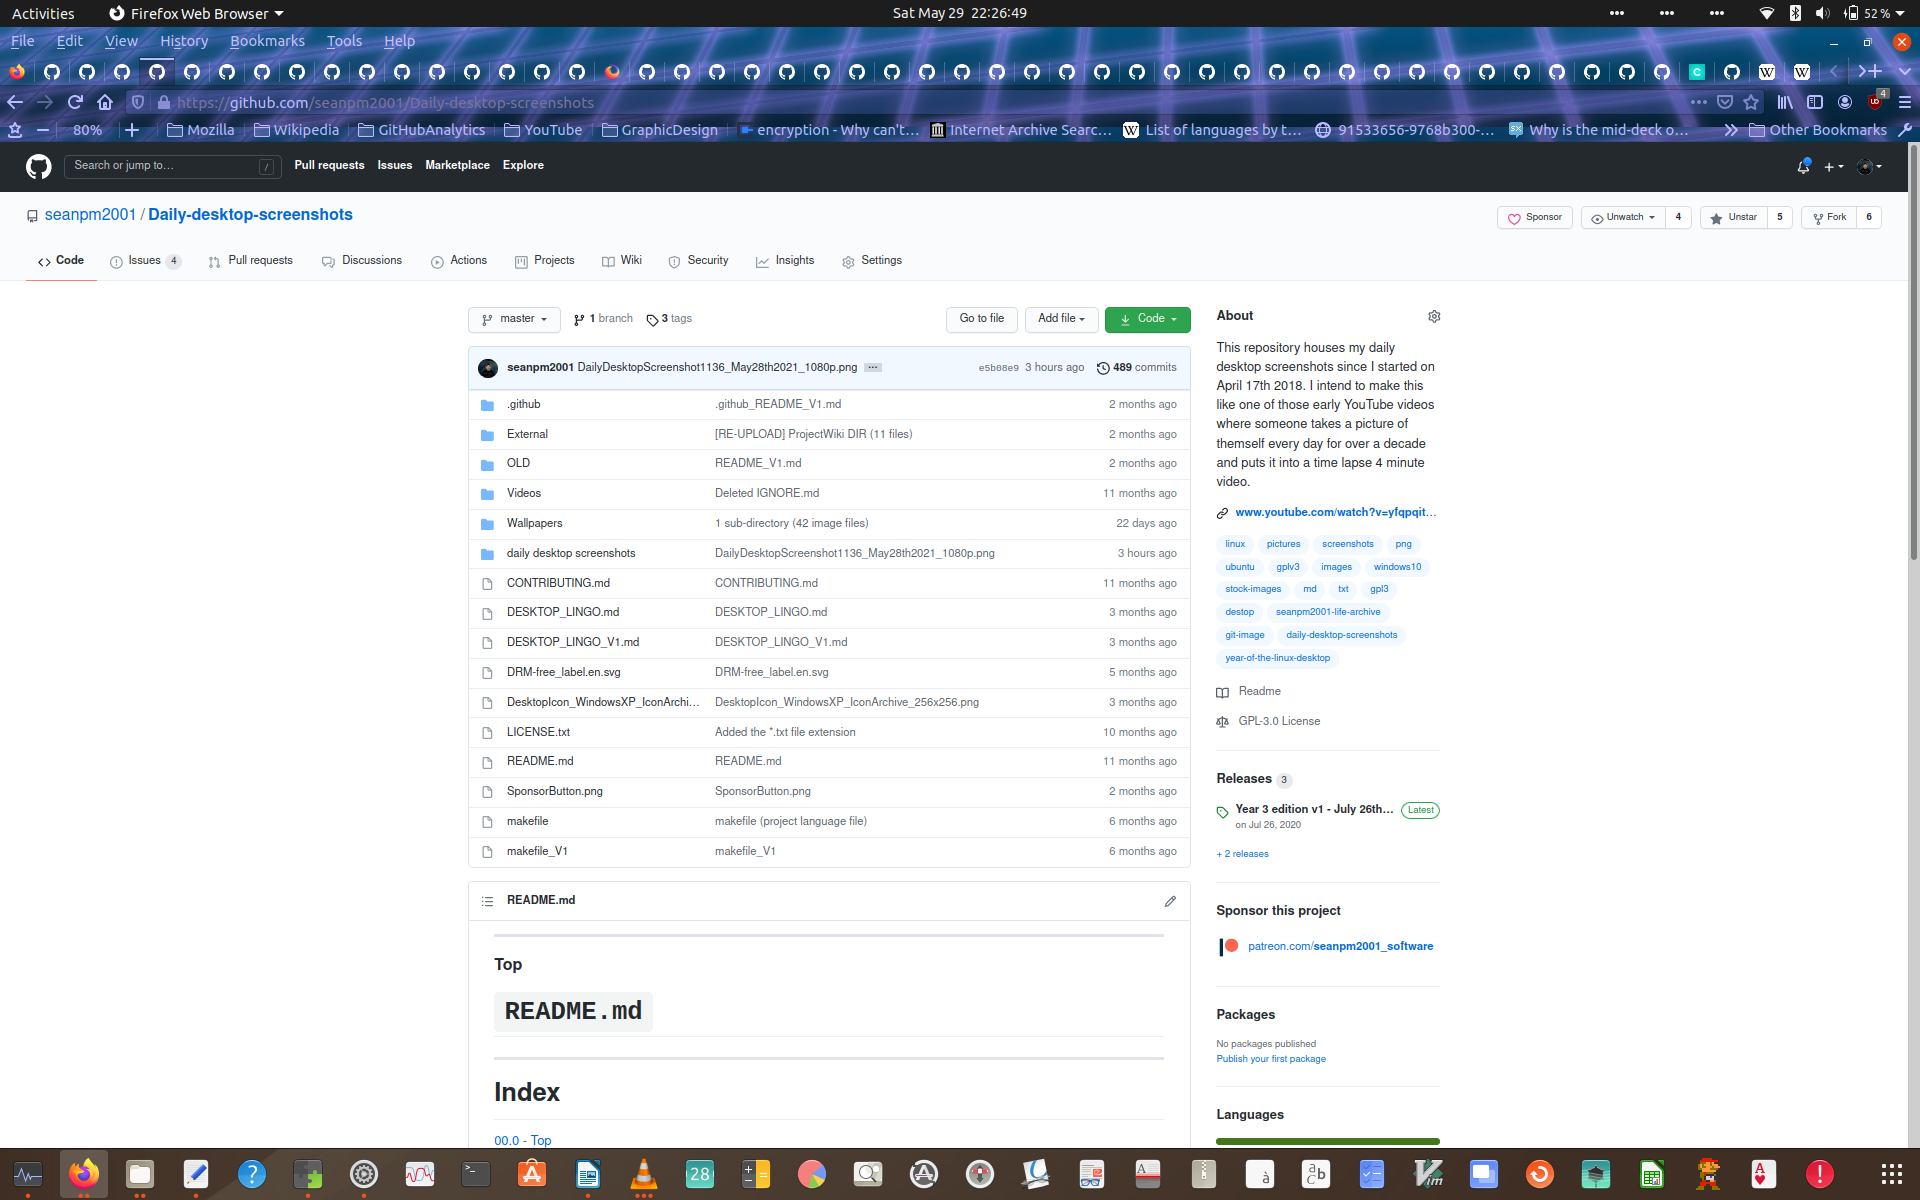 Activities Firefox Web Browser Sat May 29 22:26:49 52 %
File Edit View History Bookmarks Tools Help
https://github.com/seanpm2001/Daily-desktop-screenshots 4
80% Mozilla Wikipedia GitHubAnalytics YouTube GraphicDesign encryption - Why can't… Internet Archive Searc… List of languages by t… 91533656-9768b300-… Why is the mid-deck o… Other Bookmarks
Search or jump to… / Pull requests Issues Marketplace Explore
seanpm2001 / Daily-desktop-screenshots Sponsor Unwatch 4 Unstar 5 Fork 6
Code Issues 4 Pull requests Discussions Actions Projects Wiki Security Insights Settings
master 1 branch 3 tags Go to file Add file Code
seanpm2001 DailyDesktopScreenshot1136_May28th2021_1080p.png … e5b08e9 3 hours ago 489 commits
.github .github_README_V1.md 2 months ago
External [RE-UPLOAD] ProjectWiki DIR (11 files) 2 months ago
OLD README_V1.md 2 months ago
Videos Deleted IGNORE.md 11 months ago
Wallpapers 1 sub-directory (42 image files) 22 days ago
daily desktop screenshots DailyDesktopScreenshot1136_May28th2021_1080p.png 3 hours ago
CONTRIBUTING.md CONTRIBUTING.md 11 months ago
DESKTOP_LINGO.md DESKTOP_LINGO.md 3 months ago
DESKTOP_LINGO_V1.md DESKTOP_LINGO_V1.md 3 months ago
DRM-free_label.en.svg DRM-free_label.en.svg 5 months ago
DesktopIcon_WindowsXP_IconArchi… DesktopIcon_WindowsXP_IconArchive_256x256.png 3 months ago
LICENSE.txt Added the *.txt file extension 10 months ago
README.md README.md 11 months ago
SponsorButton.png SponsorButton.png 2 months ago
makefile makefile (project language file) 6 months ago
makefile_V1 makefile_V1 6 months ago
README.md
Top
README.md
Index
00.0 - Top
About
This repository houses my daily
desktop screenshots since I started on
April 17th 2018. I intend to make this
like one of those early YouTube videos
where someone takes a picture of
themself every day for over a decade
and puts it into a time lapse 4 minute
video.
www.youtube.com/watch?v=yfqpqit…
linux pictures screenshots png
ubuntu gplv3 images windows10
stock-images md txt gpl3
destop seanpm2001-life-archive
git-image daily-desktop-screenshots
year-of-the-linux-desktop
Readme
GPL-3.0 License
Releases 3
Year 3 edition v1 - July 26th… Latest
on Jul 26, 2020
+ 2 releases
Sponsor this project
patreon.com/seanpm2001_software
Packages
No packages published
Publish your first package
Languages
28